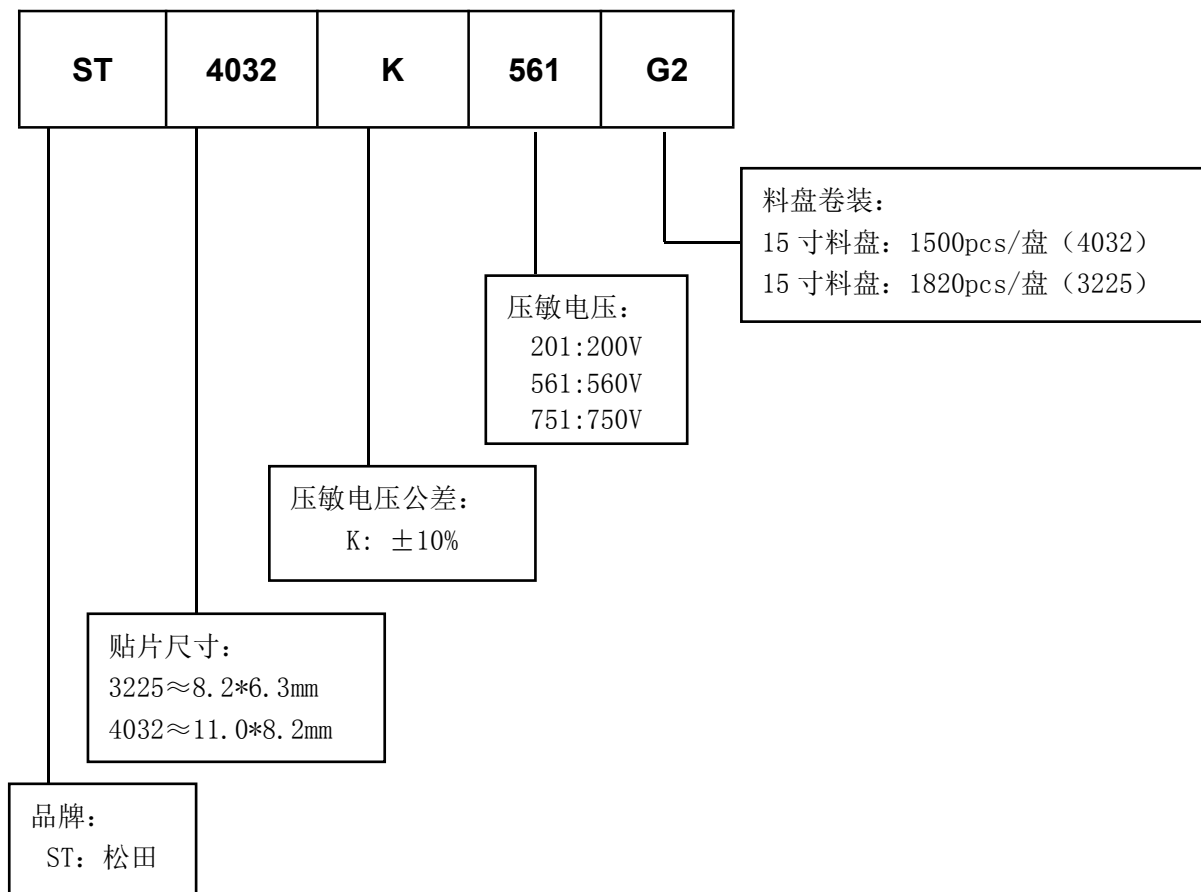 ST 4032 K 561 G2
料盘卷装：
15 寸料盘：1500pcs/盘（4032）
15 寸料盘：1820pcs/盘（3225）
压敏电压：
201:200V
561:560V
751:750V
压敏电压公差：
K: ±10%
贴片尺寸：
3225≈8.2*6.3mm
4032≈11.0*8.2mm
品牌：
ST：松田